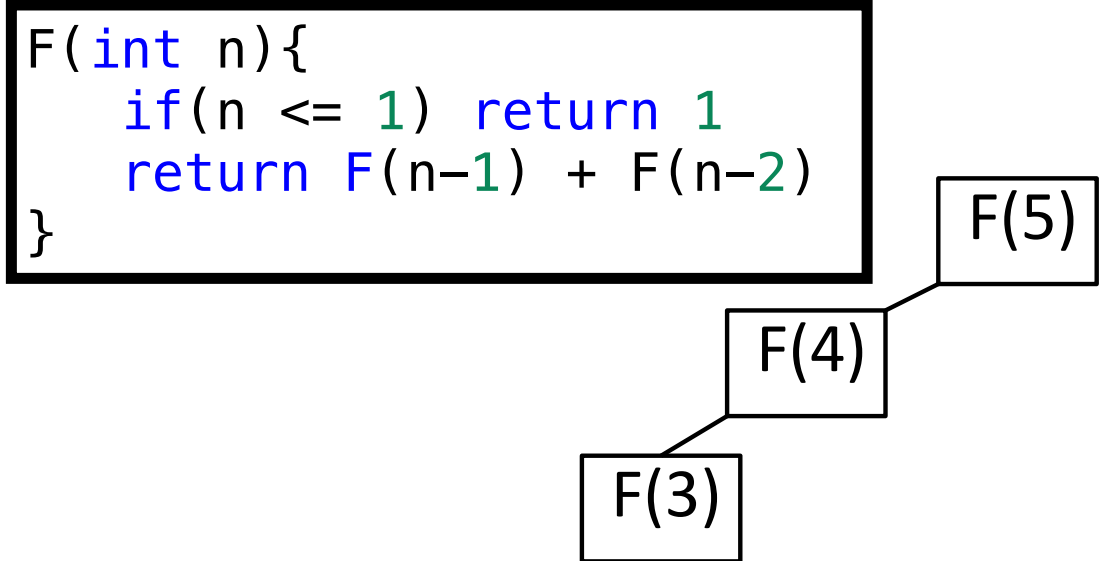 F(int n){
if(n <= 1) return 1
return F(n-1) + F(n-2)
}
F(5)
F(4)
F(3)